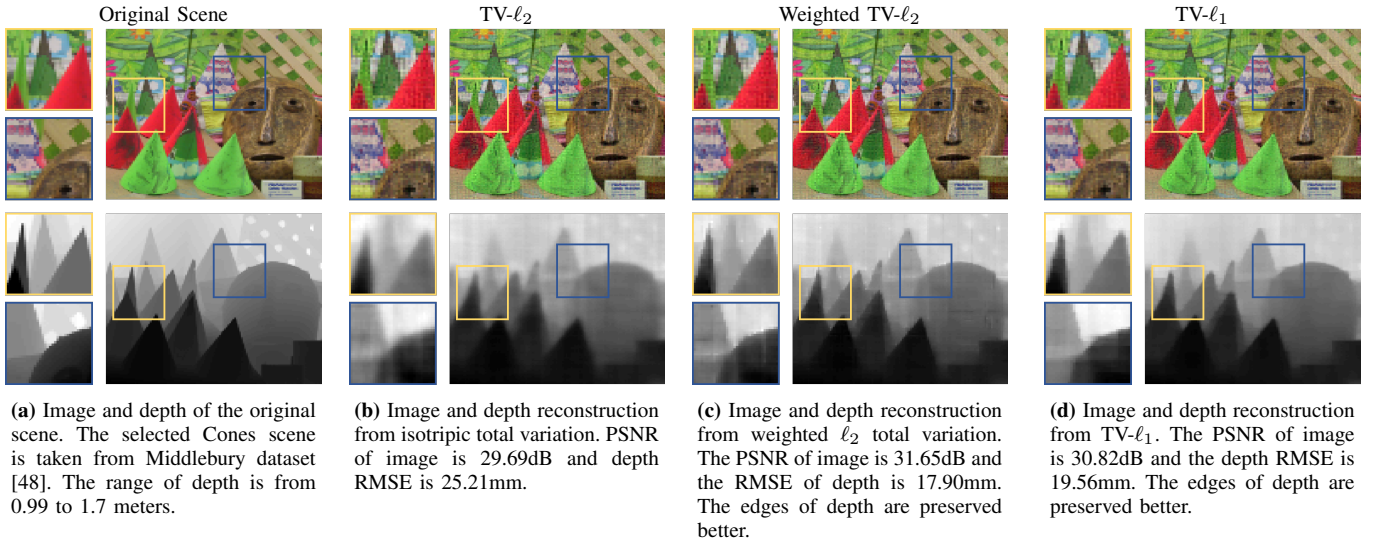 Original Scene
TV-ℓ2
Weighted TV-ℓ2
TV-ℓ1
(a) Image and depth of the original
scene. The selected Cones scene
is taken from Middlebury dataset
[48]. The range of depth is from
0.99 to 1.7 meters.
(b) Image and depth reconstruction
from isotripic total variation. PSNR
of image is 29.69dB and depth
RMSE is 25.21mm.
(c) Image and depth reconstruction
from weighted ℓ2 total variation.
The PSNR of image is 31.65dB and
the RMSE of depth is 17.90mm.
The edges of depth are preserved
better.
(d) Image and depth reconstruction
from TV-ℓ1. The PSNR of image
is 30.82dB and the depth RMSE is
19.56mm. The edges of depth are
preserved better.